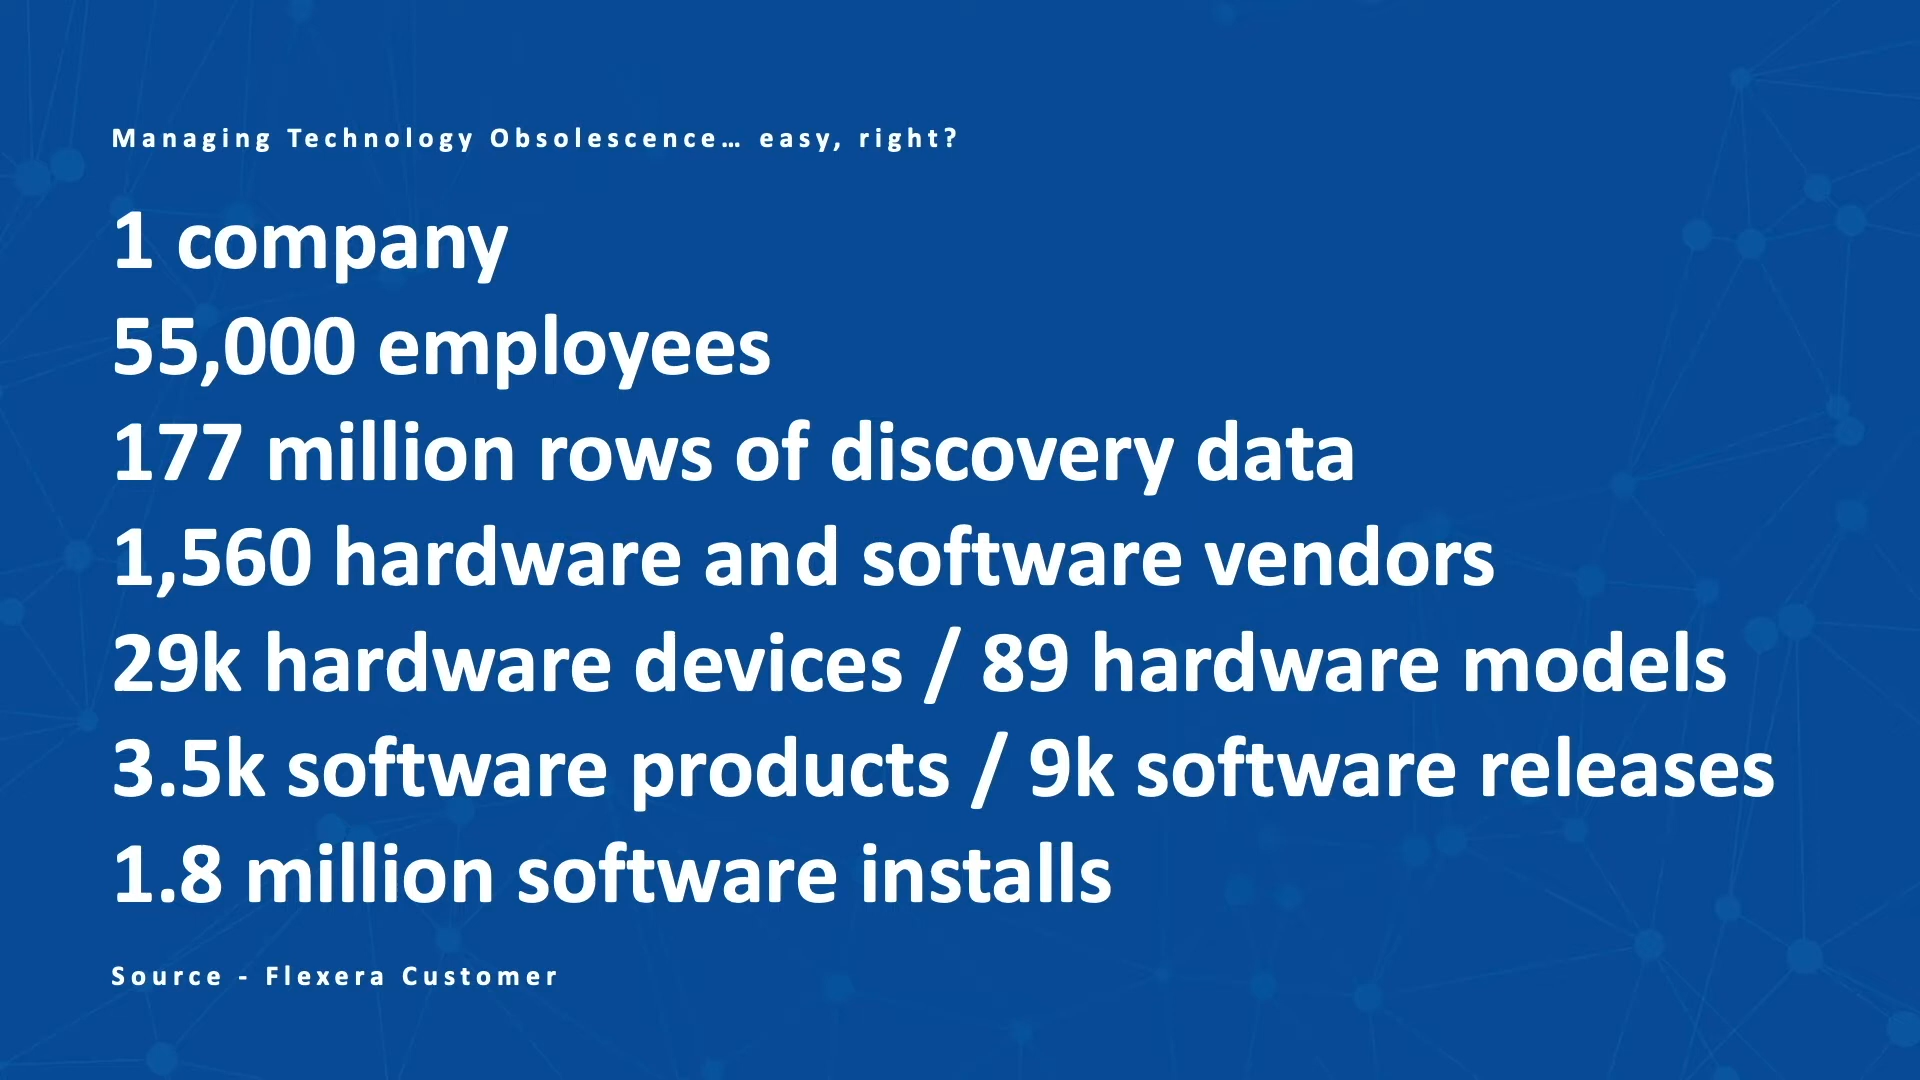 Managing Technology Obsolescence… easy, right?
1 company
55,000 employees
177 million rows of discovery data
1,560 hardware and software vendors
29k hardware devices / 89 hardware models
3.5k software products / 9k software releases
1.8 million software installs
Source - Flexera Customer